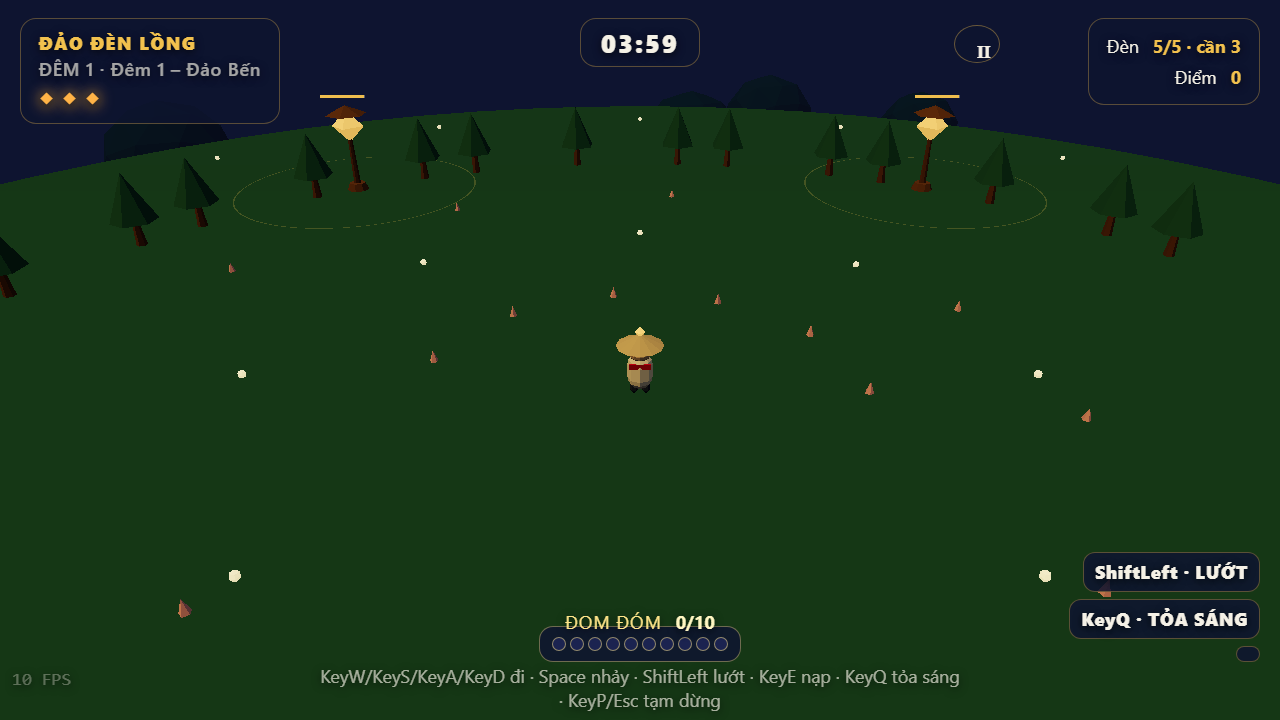 ĐẢO ĐÈN LỒNG
ĐÊM 1 · Đêm 1 – Đảo Bến
03:59
II
Đèn 5/5 · cần 3
Điểm 0
ShiftLeft · LƯỚT
KeyQ · TỎA SÁNG
ĐOM ĐÓM 0/10
KeyW/KeyS/KeyA/KeyD đi · Space nhảy · ShiftLeft lướt · KeyE nạp · KeyQ tỏa sáng
· KeyP/Esc tạm dừng
10 FPS